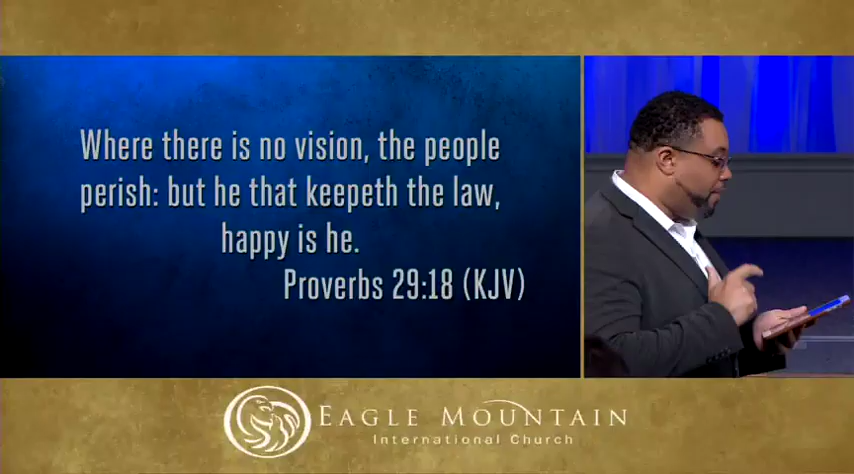 Where there is no vision, the people
perish: but he that keepeth the law,
happy is he.
Proverbs 29:18 (KJV)
EAGLE MOUNTAIN
International Church